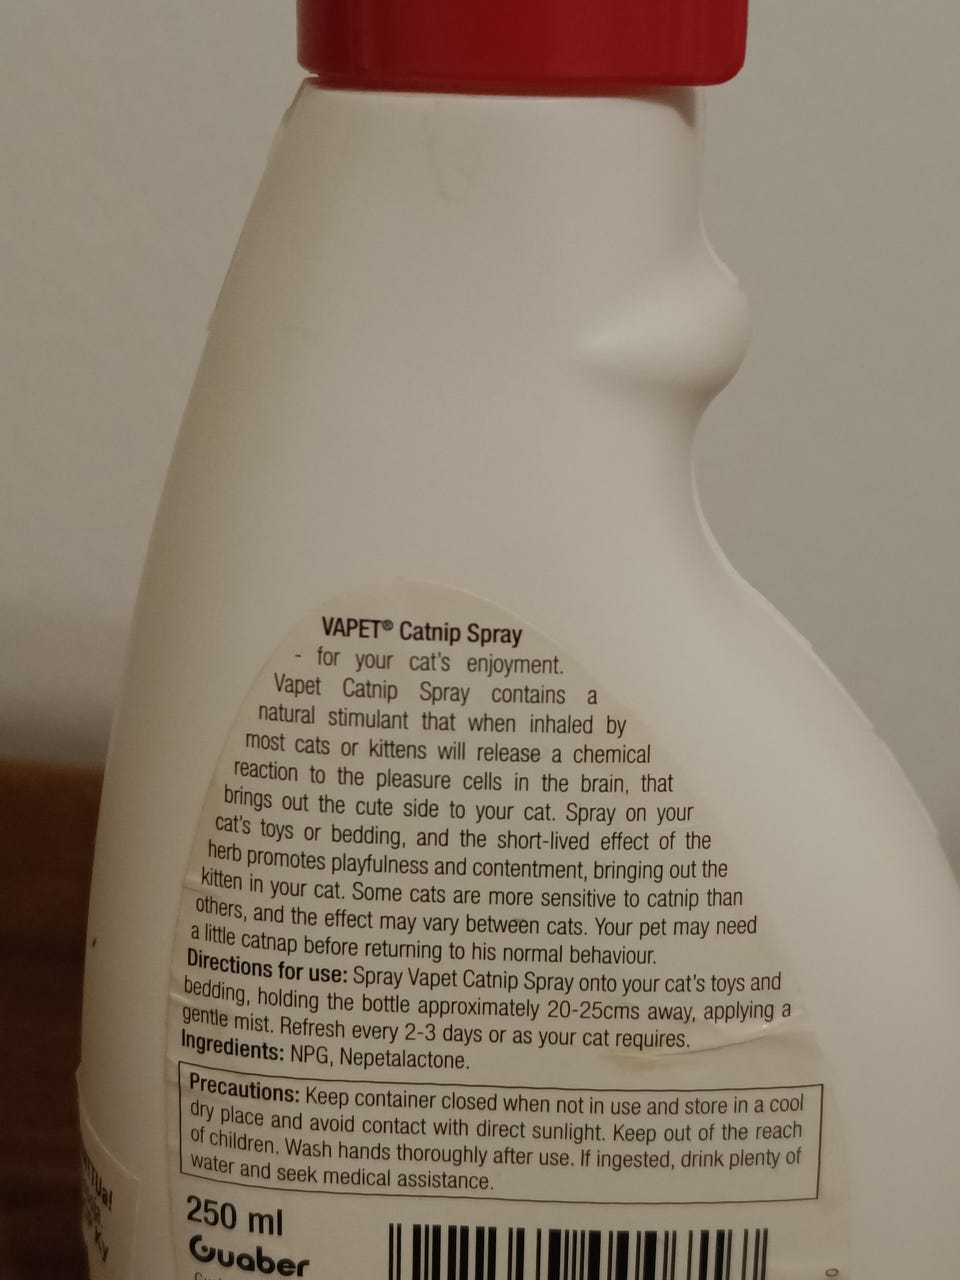 VAPET® Catnip Spray
- for your cat's enjoyment.
Vapet Catnip Spray contains a
natural stimulant that when inhaled by
most cats or kittens will release a chemical
reaction to the pleasure cells in the brain, that
brings out the cute side to your cat. Spray on your
cat's toys or bedding, and the short-lived effect of the
herb promotes playfulness and contentment, bringing out the
kitten in your cat. Some cats are more sensitive to catnip than
others, and the effect may vary between cats. Your pet may need
a little catnap before returning to his normal behaviour.
Directions for use: Spray Vapet Catnip Spray onto your cat's toys and
bedding, holding the bottle approximately 20-25cms away, applying a
gentle mist. Refresh every 2-3 days or as your cat requires.
Ingredients: NPG, Nepetalactone.
Precautions: Keep container closed when not in use and store in a cool
dry place and avoid contact with direct sunlight. Keep out of the reach
of children. Wash hands thoroughly after use. If ingested, drink plenty of
water and seek medical assistance.
250 ml
Guaber